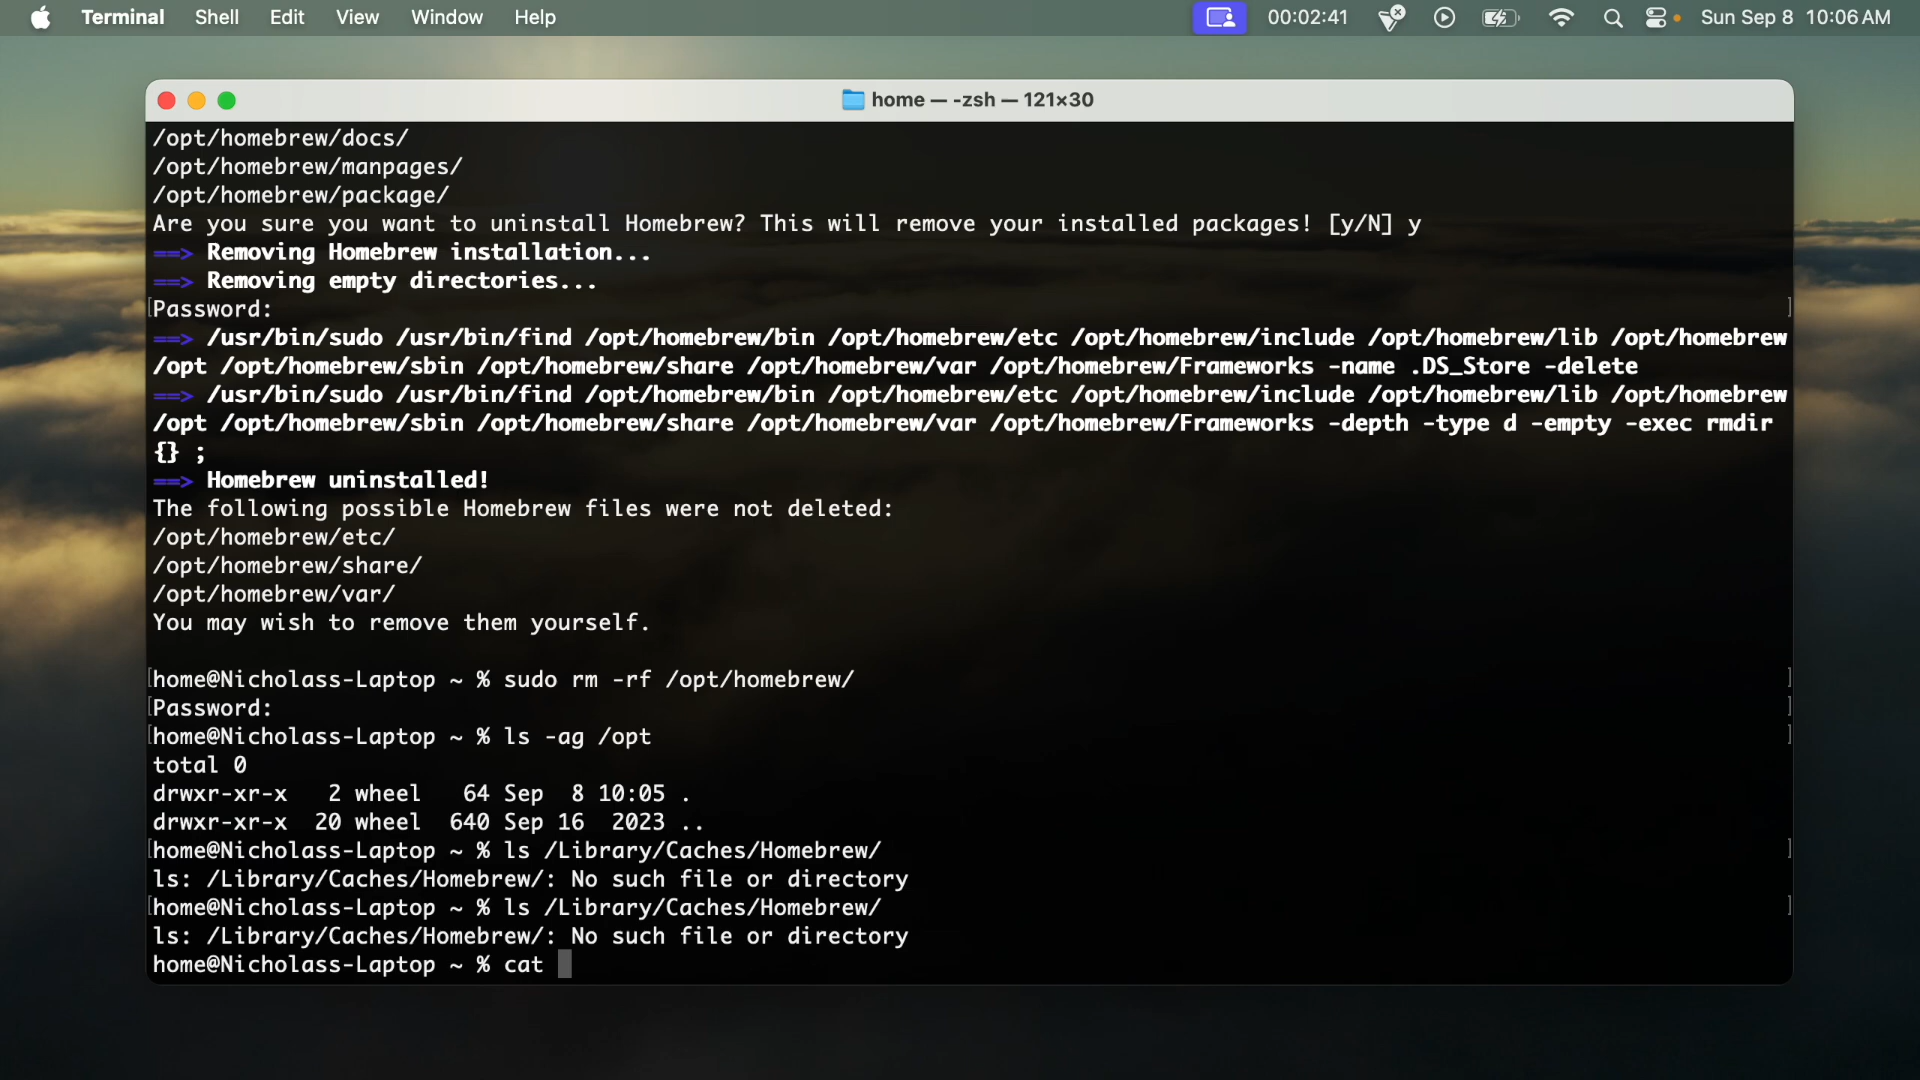 Terminal Shell Edit View Window Help 00:02:41 Sun Sep 8 10:06 AM
home — -zsh — 121×30
/opt/homebrew/docs/
/opt/homebrew/manpages/
/opt/homebrew/package/
Are you sure you want to uninstall Homebrew? This will remove your installed packages! [y/N] y
==> Removing Homebrew installation...
==> Removing empty directories...
[Password: ]
==> /usr/bin/sudo /usr/bin/find /opt/homebrew/bin /opt/homebrew/etc /opt/homebrew/include /opt/homebrew/lib /opt/homebrew
/opt /opt/homebrew/sbin /opt/homebrew/share /opt/homebrew/var /opt/homebrew/Frameworks -name .DS_Store -delete
==> /usr/bin/sudo /usr/bin/find /opt/homebrew/bin /opt/homebrew/etc /opt/homebrew/include /opt/homebrew/lib /opt/homebrew
/opt /opt/homebrew/sbin /opt/homebrew/share /opt/homebrew/var /opt/homebrew/Frameworks -depth -type d -empty -exec rmdir
{} ;
==> Homebrew uninstalled!
The following possible Homebrew files were not deleted:
/opt/homebrew/etc/
/opt/homebrew/share/
/opt/homebrew/var/
You may wish to remove them yourself.
[home@Nicholass-Laptop ~ % sudo rm -rf /opt/homebrew/ ]
[Password: ]
[home@Nicholass-Laptop ~ % ls -ag /opt ]
total 0
drwxr-xr-x 2 wheel 64 Sep 8 10:05 .
drwxr-xr-x 20 wheel 640 Sep 16 2023 ..
[home@Nicholass-Laptop ~ % ls /Library/Caches/Homebrew/ ]
ls: /Library/Caches/Homebrew/: No such file or directory
[home@Nicholass-Laptop ~ % ls /Library/Caches/Homebrew/ ]
ls: /Library/Caches/Homebrew/: No such file or directory
home@Nicholass-Laptop ~ % cat